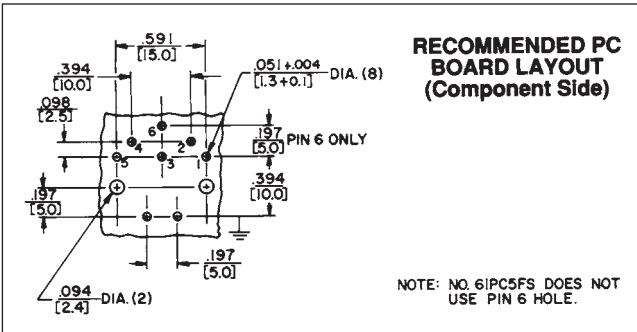 RECOMMENDED PC
BOARD LAYOUT
(Component Side)
.591
[15.0]
.394
[10.0]
.051+.004 DIA. (8)
[1.3+0.1]
.098
[2.5]
6
.197 PIN 6 ONLY
[5.0]
4
2
5
3
1
.394
[10.0]
.197
[5.0]
.197
[5.0]
.094 DIA. (2)
[2.4]
NOTE: NO. 61PC5FS DOES NOT
USE PIN 6 HOLE.